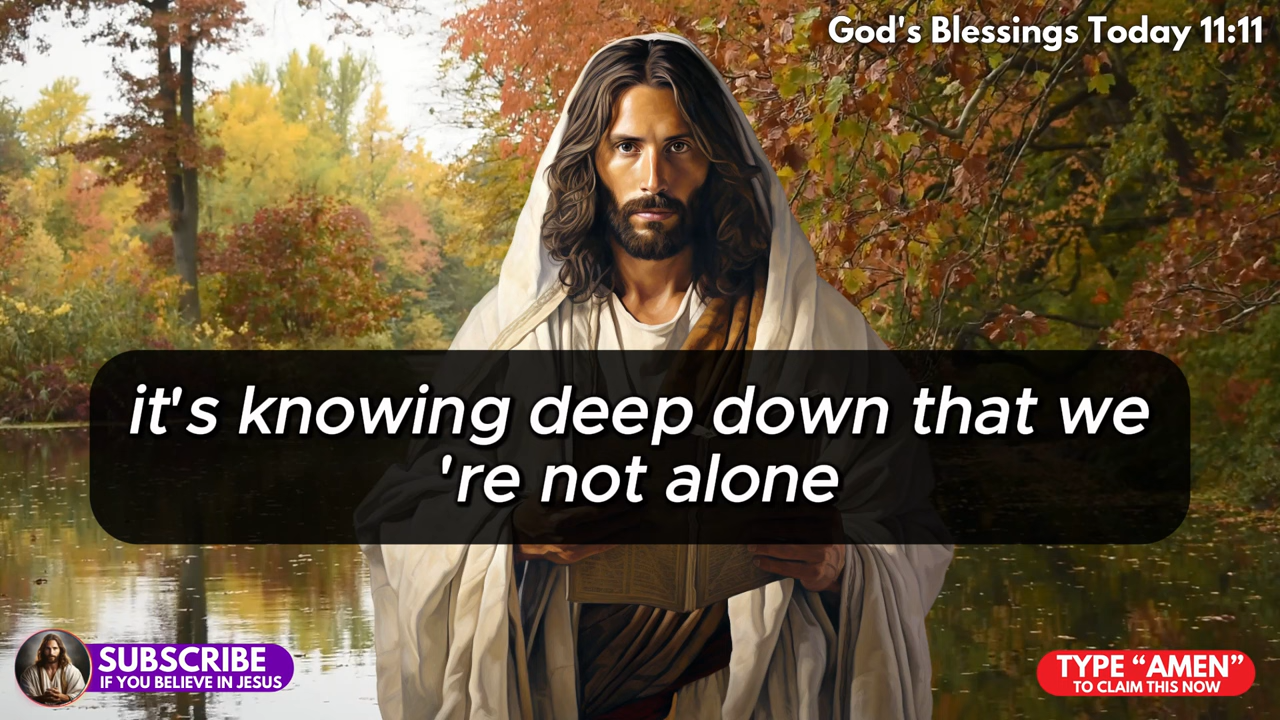 God's Blessings Today 11:11
it's knowing deep down that we
're not alone
SUBSCRIBE
IF YOU BELIEVE IN JESUS
TYPE “AMEN”
TO CLAIM THIS NOW